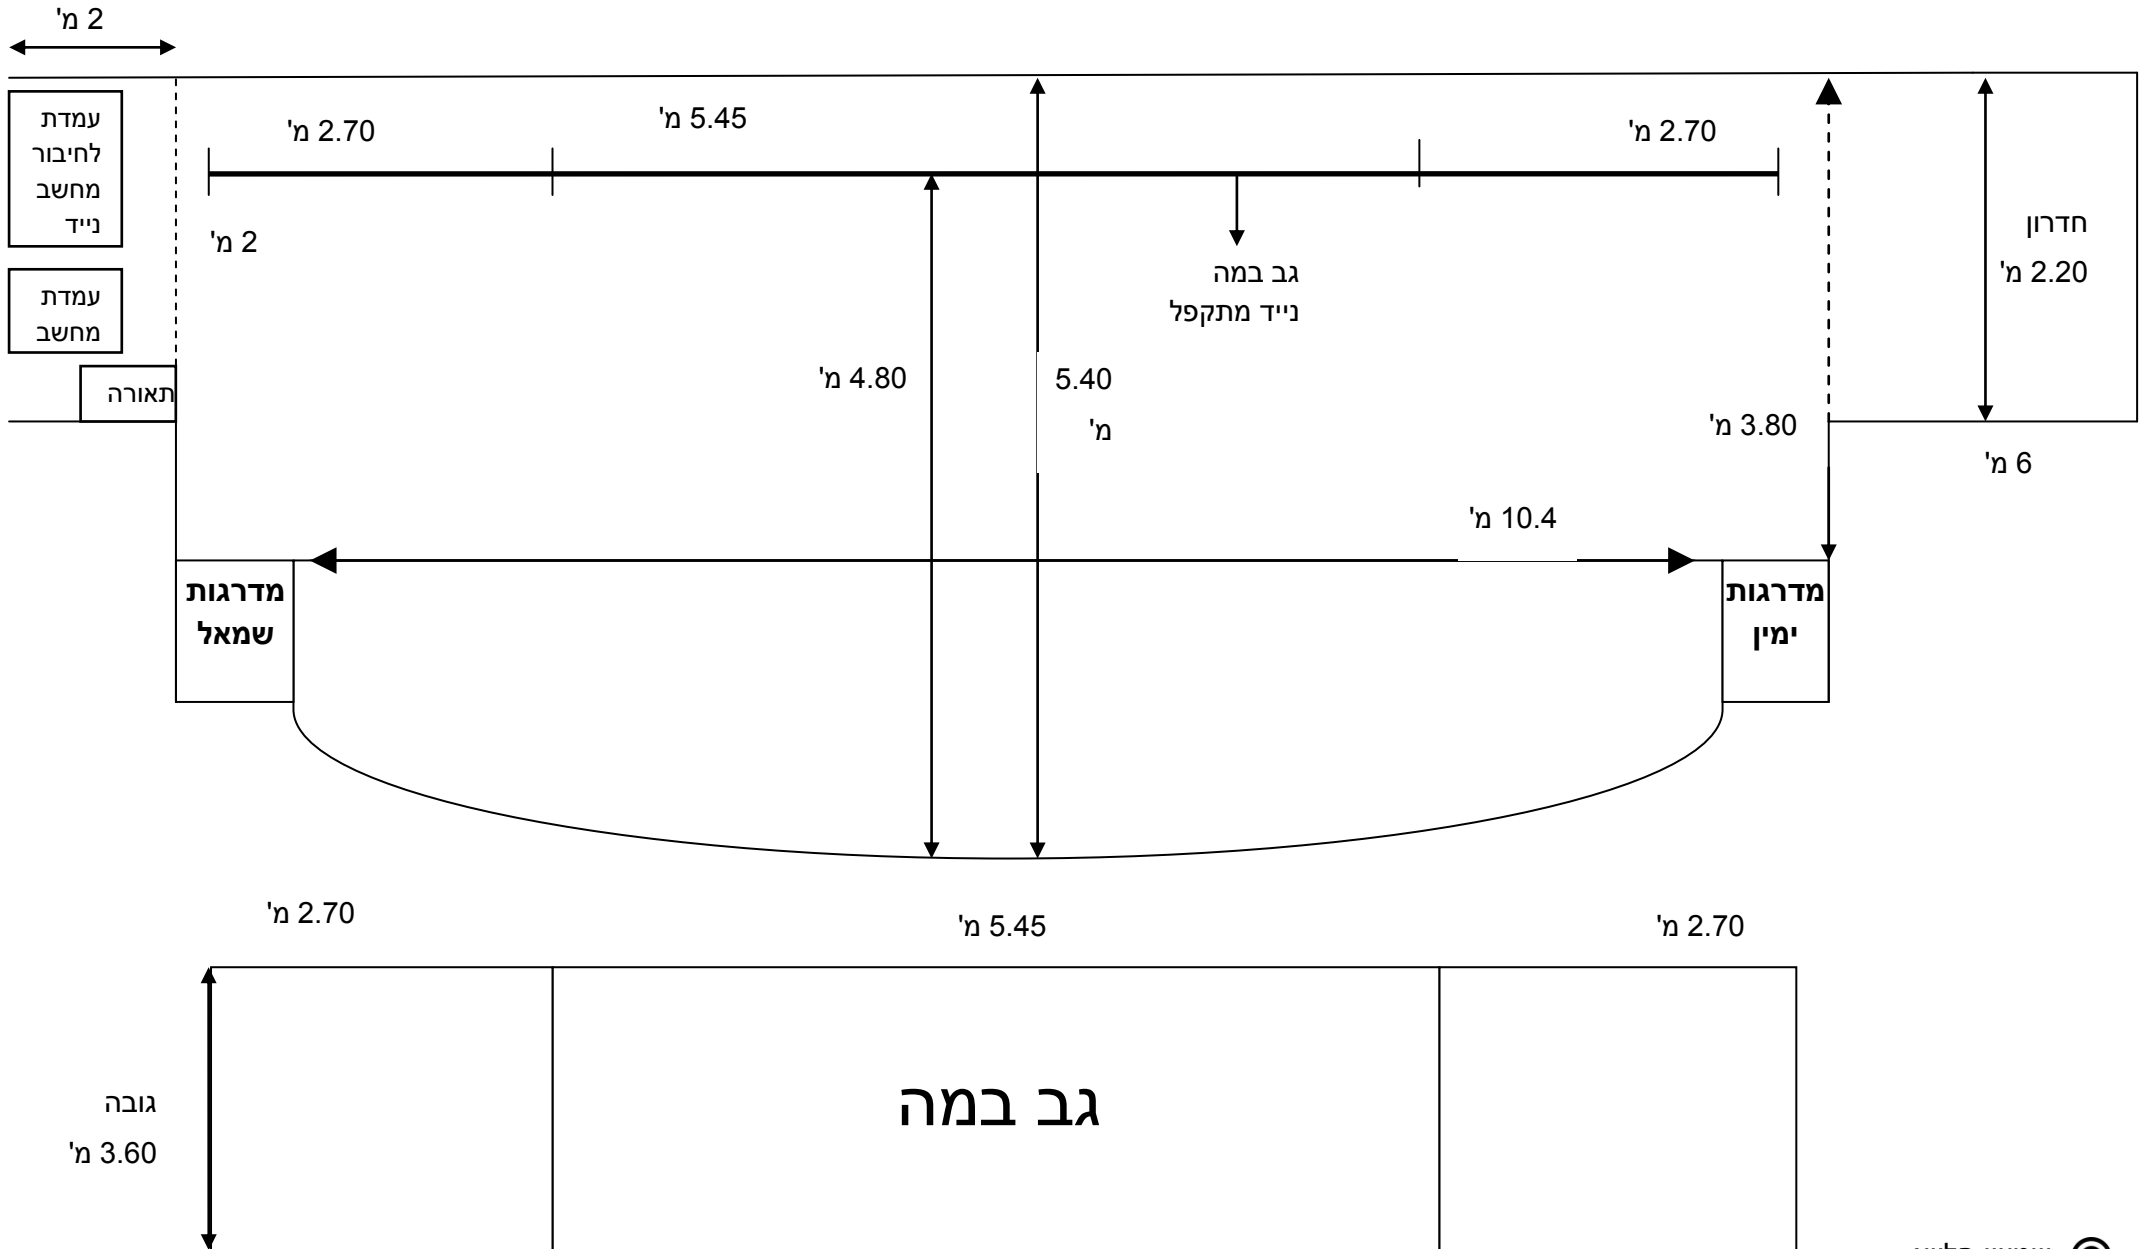 2 מ'
עמדת
לחיבור
מחשב
נייד
2.70 מ'
5.45 מ'
2.70 מ'
חדרון
2.20 מ'
2 מ'
גב במה
נייד מתקפל
עמדת
מחשב
תאורה
4.80 מ'
5.40
מ'
3.80 מ'
6 מ'
10.4 מ'
מדרגות
שמאל
מדרגות
ימין
2.70 מ'
5.45 מ'
2.70 מ'
גב במה
גובה
3.60 מ'